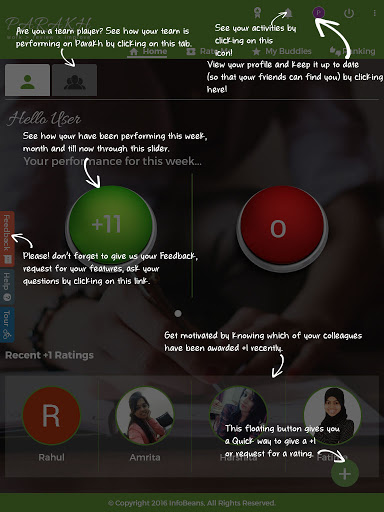 PARAKH
Are you a team player? See how your team is
performing on Parakh by clicking on this tab.
See your activities by
clicking on this
icon!
P
Home
Rate
My Buddies
Ranking
View your profile and keep it up to date
(so that your friends can find you) by clicking
here!
Hello User
See how your have been performing this week,
month and till now through this slider.
Your performance for this week...
+11
0
Feedback
Help
Tour
Please! don't forget to give us your Feedback,
request for your features, ask your
questions by clicking on this link.
Get motivated by knowing which of your colleagues
have been awarded +1 recently.
Recent +1 Ratings
R
This floating button gives you
a Quick way to give a +1
or request for a rating.
Rahul
Amrita
Harshita
+
© Copyright 2016 InfoBeans, All Rights Reserved.